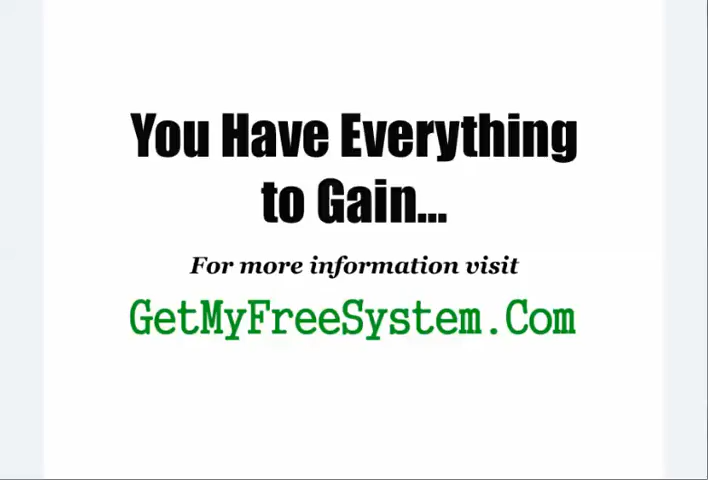 You Have Everything
to Gain...
For more information visit
GetMyFreeSystem.Com